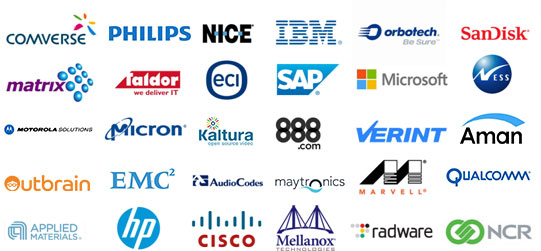 COMVERSE PHILIPS NICE IBM Orbotech SanDisk
Be Sure
matrix taldor eci SAP Microsoft NESS
we deliver IT
MOTOROLA SOLUTIONS Micron Kaltura 888 VERINT Aman
open source video .com
Outbrain EMC² AudioCodes maytronics MARVELL QUALCOMM
APPLIED MATERIALS hp CISCO Mellanox radware NCR
Technologies